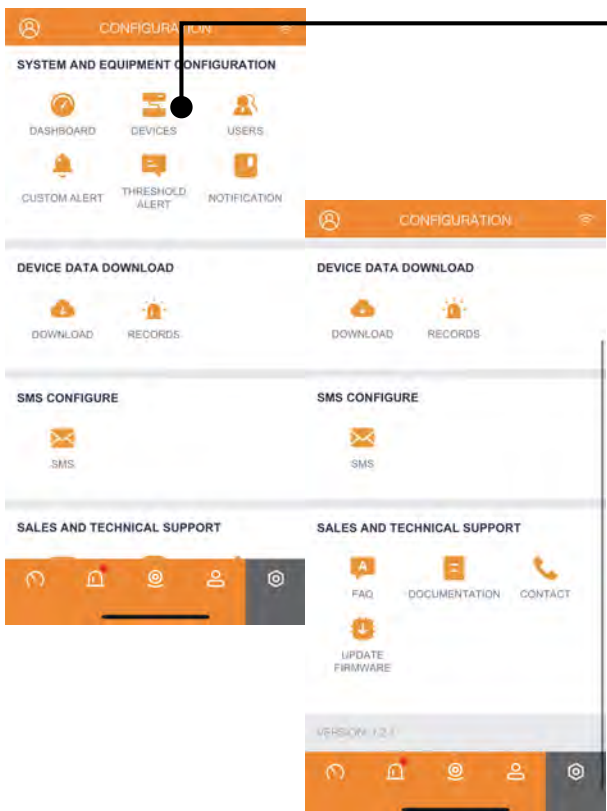 CONFIGURATION
SYSTEM AND EQUIPMENT CONFIGURATION
DASHBOARD DEVICES USERS
CUSTOM ALERT THRESHOLD ALERT NOTIFICATION
DEVICE DATA DOWNLOAD
DOWNLOAD RECORDS
SMS CONFIGURE
SMS
SALES AND TECHNICAL SUPPORT
CONFIGURATION
DEVICE DATA DOWNLOAD
DOWNLOAD RECORDS
SMS CONFIGURE
SMS
SALES AND TECHNICAL SUPPORT
A
FAQ DOCUMENTATION CONTACT
UPDATE
FIRMWARE
VERSION: 1.2.1